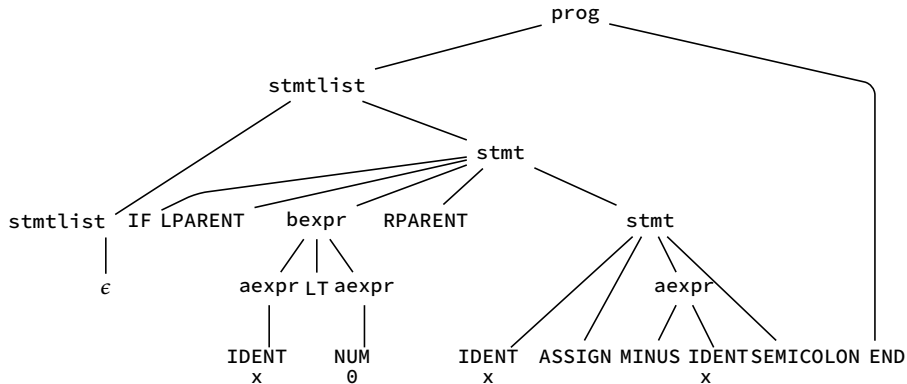 prog
stmtlist
stmt
stmtlist IF LPARENT bexpr RPARENT stmt
ϵ aexpr LT aexpr aexpr
IDENT NUM IDENT ASSIGN MINUS IDENT SEMICOLON END
x 0 x x